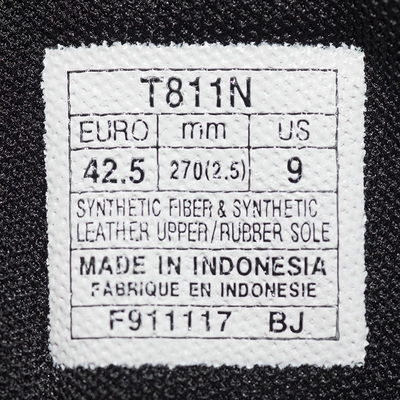 T811N
EURO mm US
42.5 270(2.5) 9
SYNTHETIC FIBER & SYNTHETIC
LEATHER UPPER/RUBBER SOLE
MADE IN INDONESIA
FABRIQUE EN INDONESIE
F911117 BJ